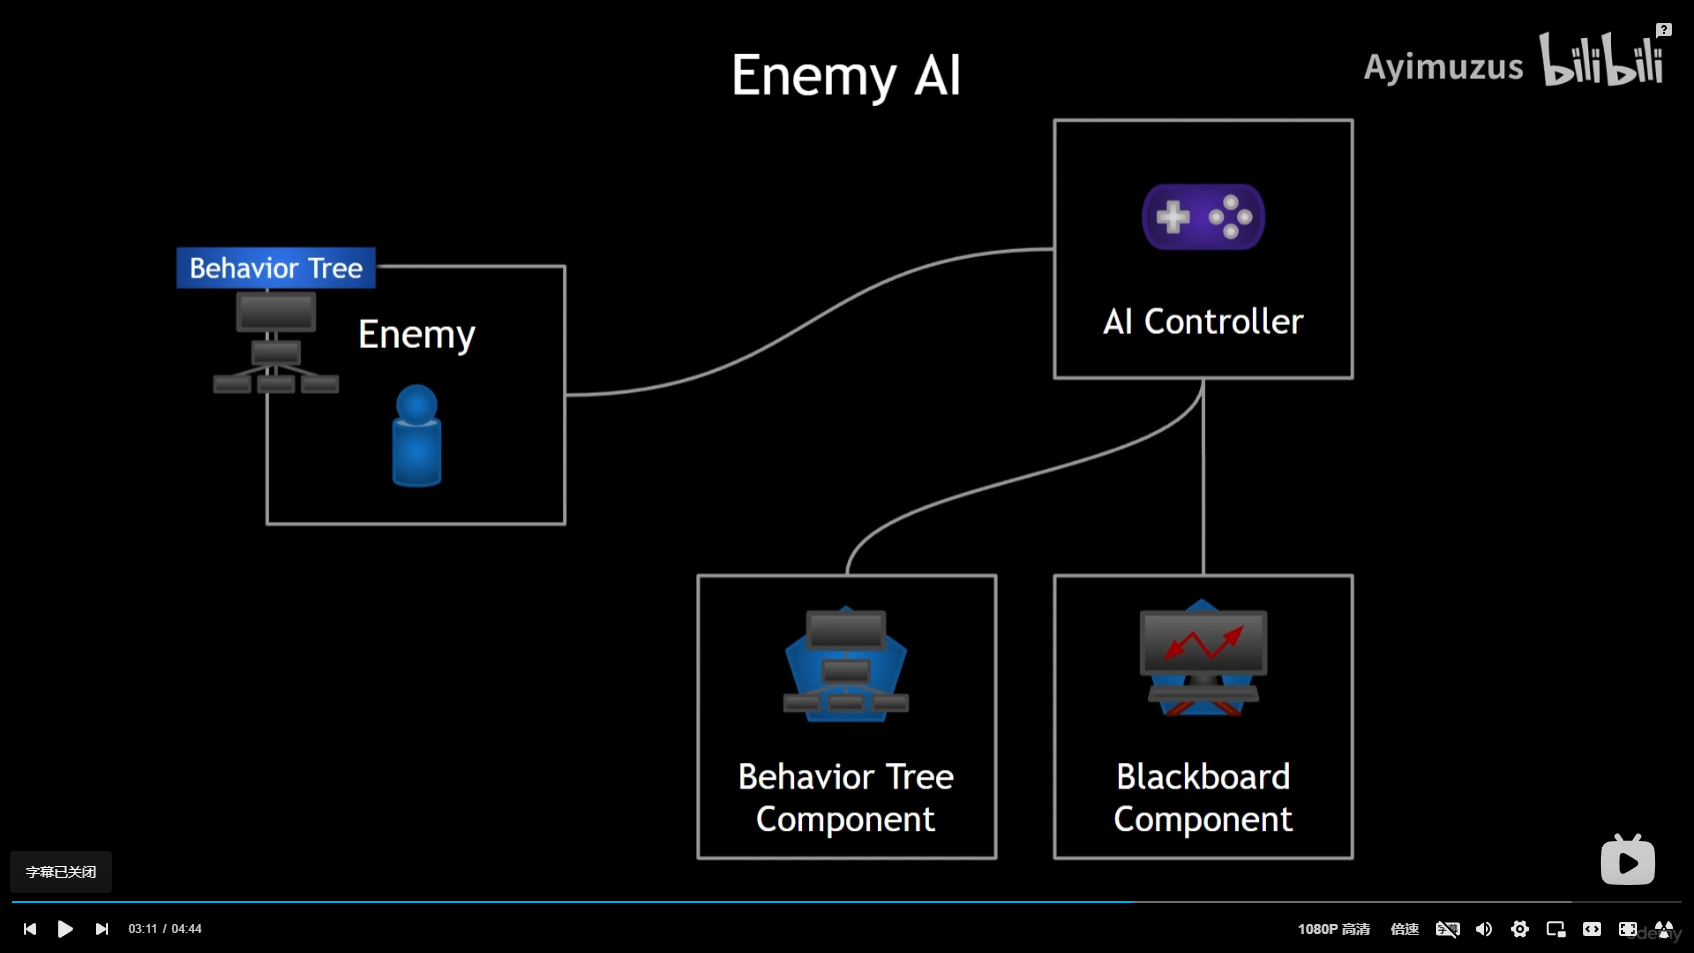 Enemy AI
Ayimuzus bilibili
?
Behavior Tree
Enemy
AI Controller
Behavior Tree
Component
Blackboard
Component
字幕已关闭
03:11 / 04:44
1080P 高清
倍速
udemy